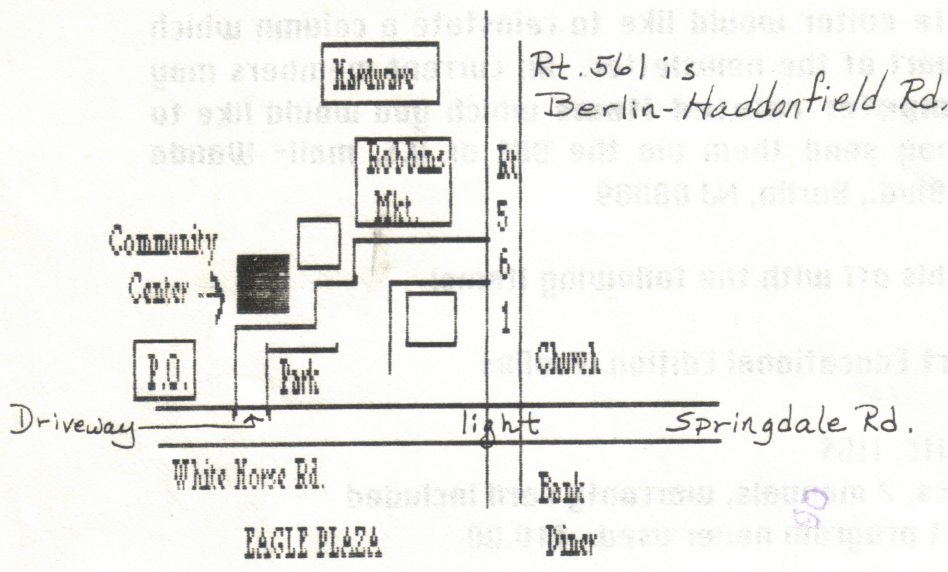 Hardware
Rt. 561 is
Berlin-Haddonfield Rd.
Robbins
Mkt.
Rt
5
6
1
Community
Center
P.O.
Park
Church
Driveway
light
Springdale Rd.
White Horse Rd.
Bank
EAGLE PLAZA
Diner